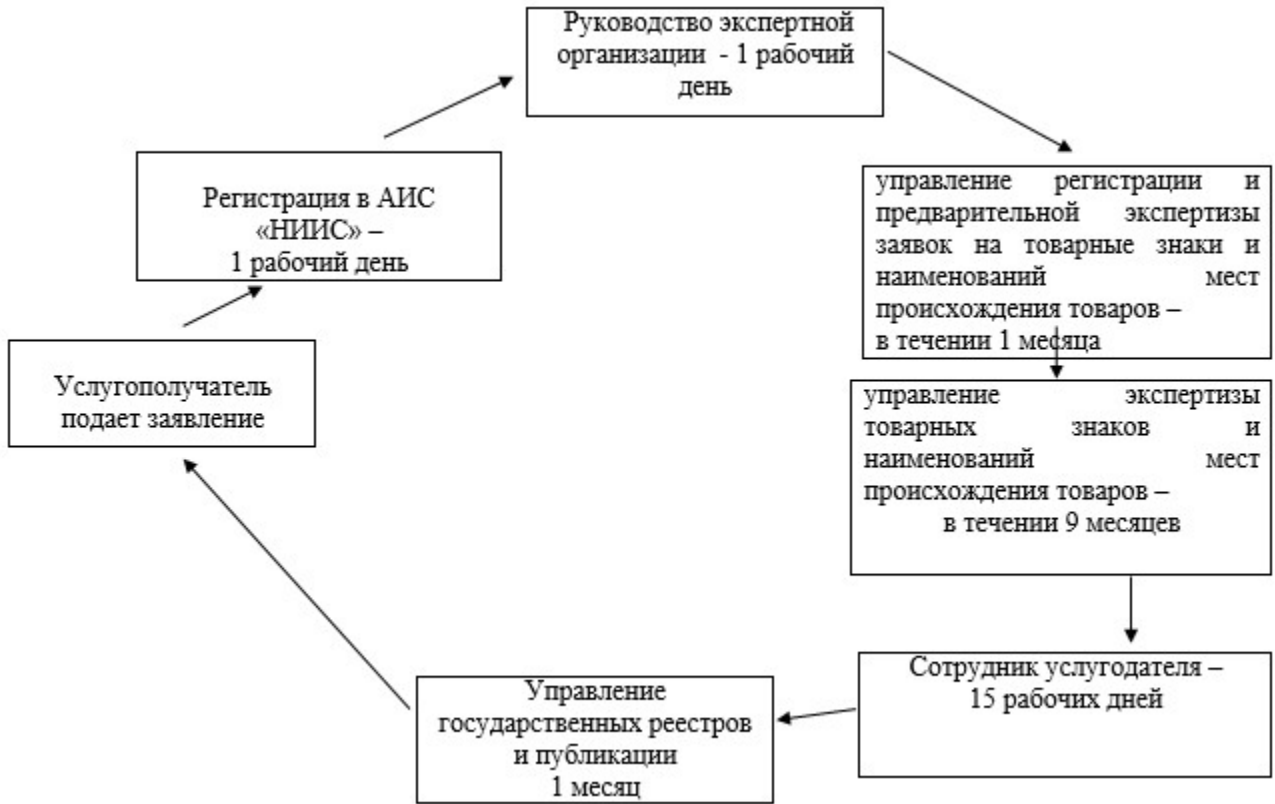 Руководство экспертной
организации - 1 рабочий
день
Регистрация в АИС
«НИИС» –
1 рабочий день
управление регистрации и
предварительной экспертизы
заявок на товарные знаки и
наименований мест
происхождения товаров –
в течении 1 месяца
Услугополучатель
подает заявление
управление экспертизы
товарных знаков и
наименований мест
происхождения товаров –
в течении 9 месяцев
Сотрудник услугодателя –
15 рабочих дней
Управление
государственных реестров
и публикации
1 месяц